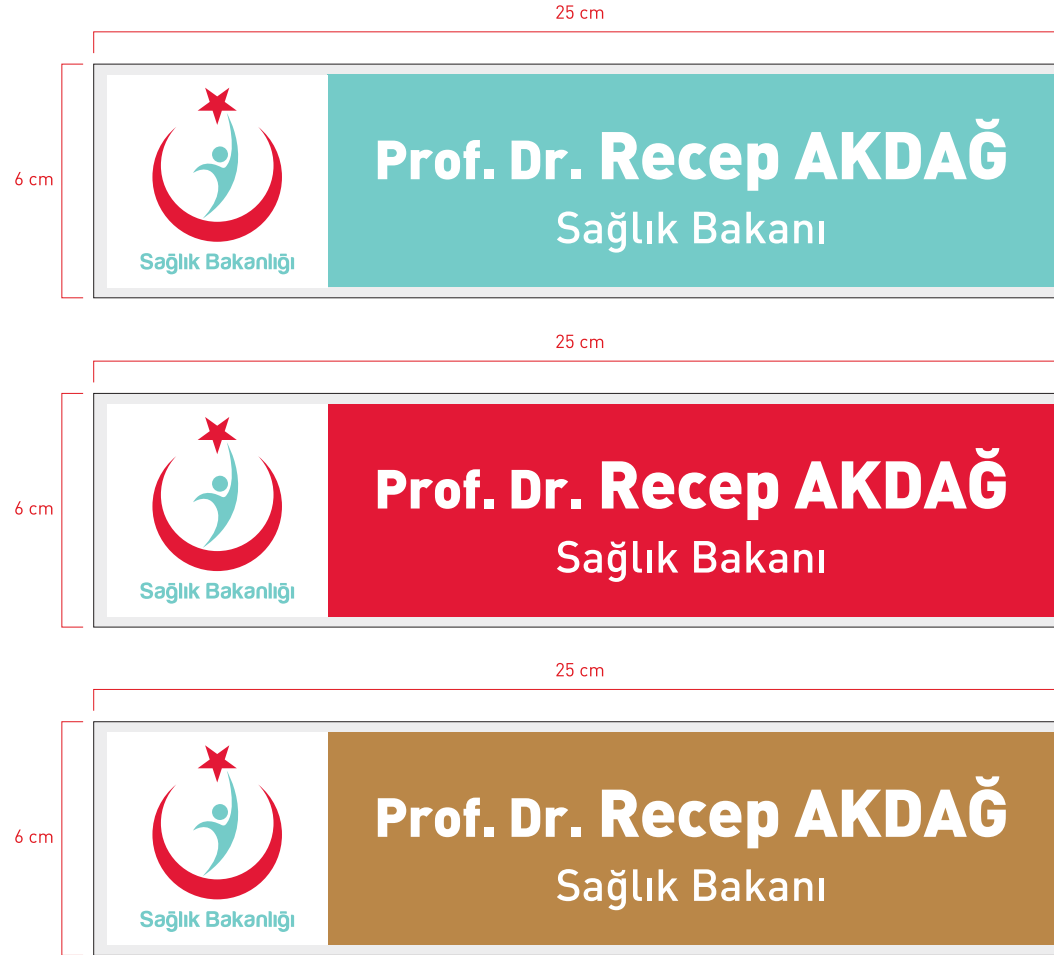 25 cm
6 cm
Prof. Dr. Recep AKDAĞ
Sağlık Bakanı
Sağlık Bakanlığı
25 cm
6 cm
Prof. Dr. Recep AKDAĞ
Sağlık Bakanı
Sağlık Bakanlığı
25 cm
6 cm
Prof. Dr. Recep AKDAĞ
Sağlık Bakanı
Sağlık Bakanlığı